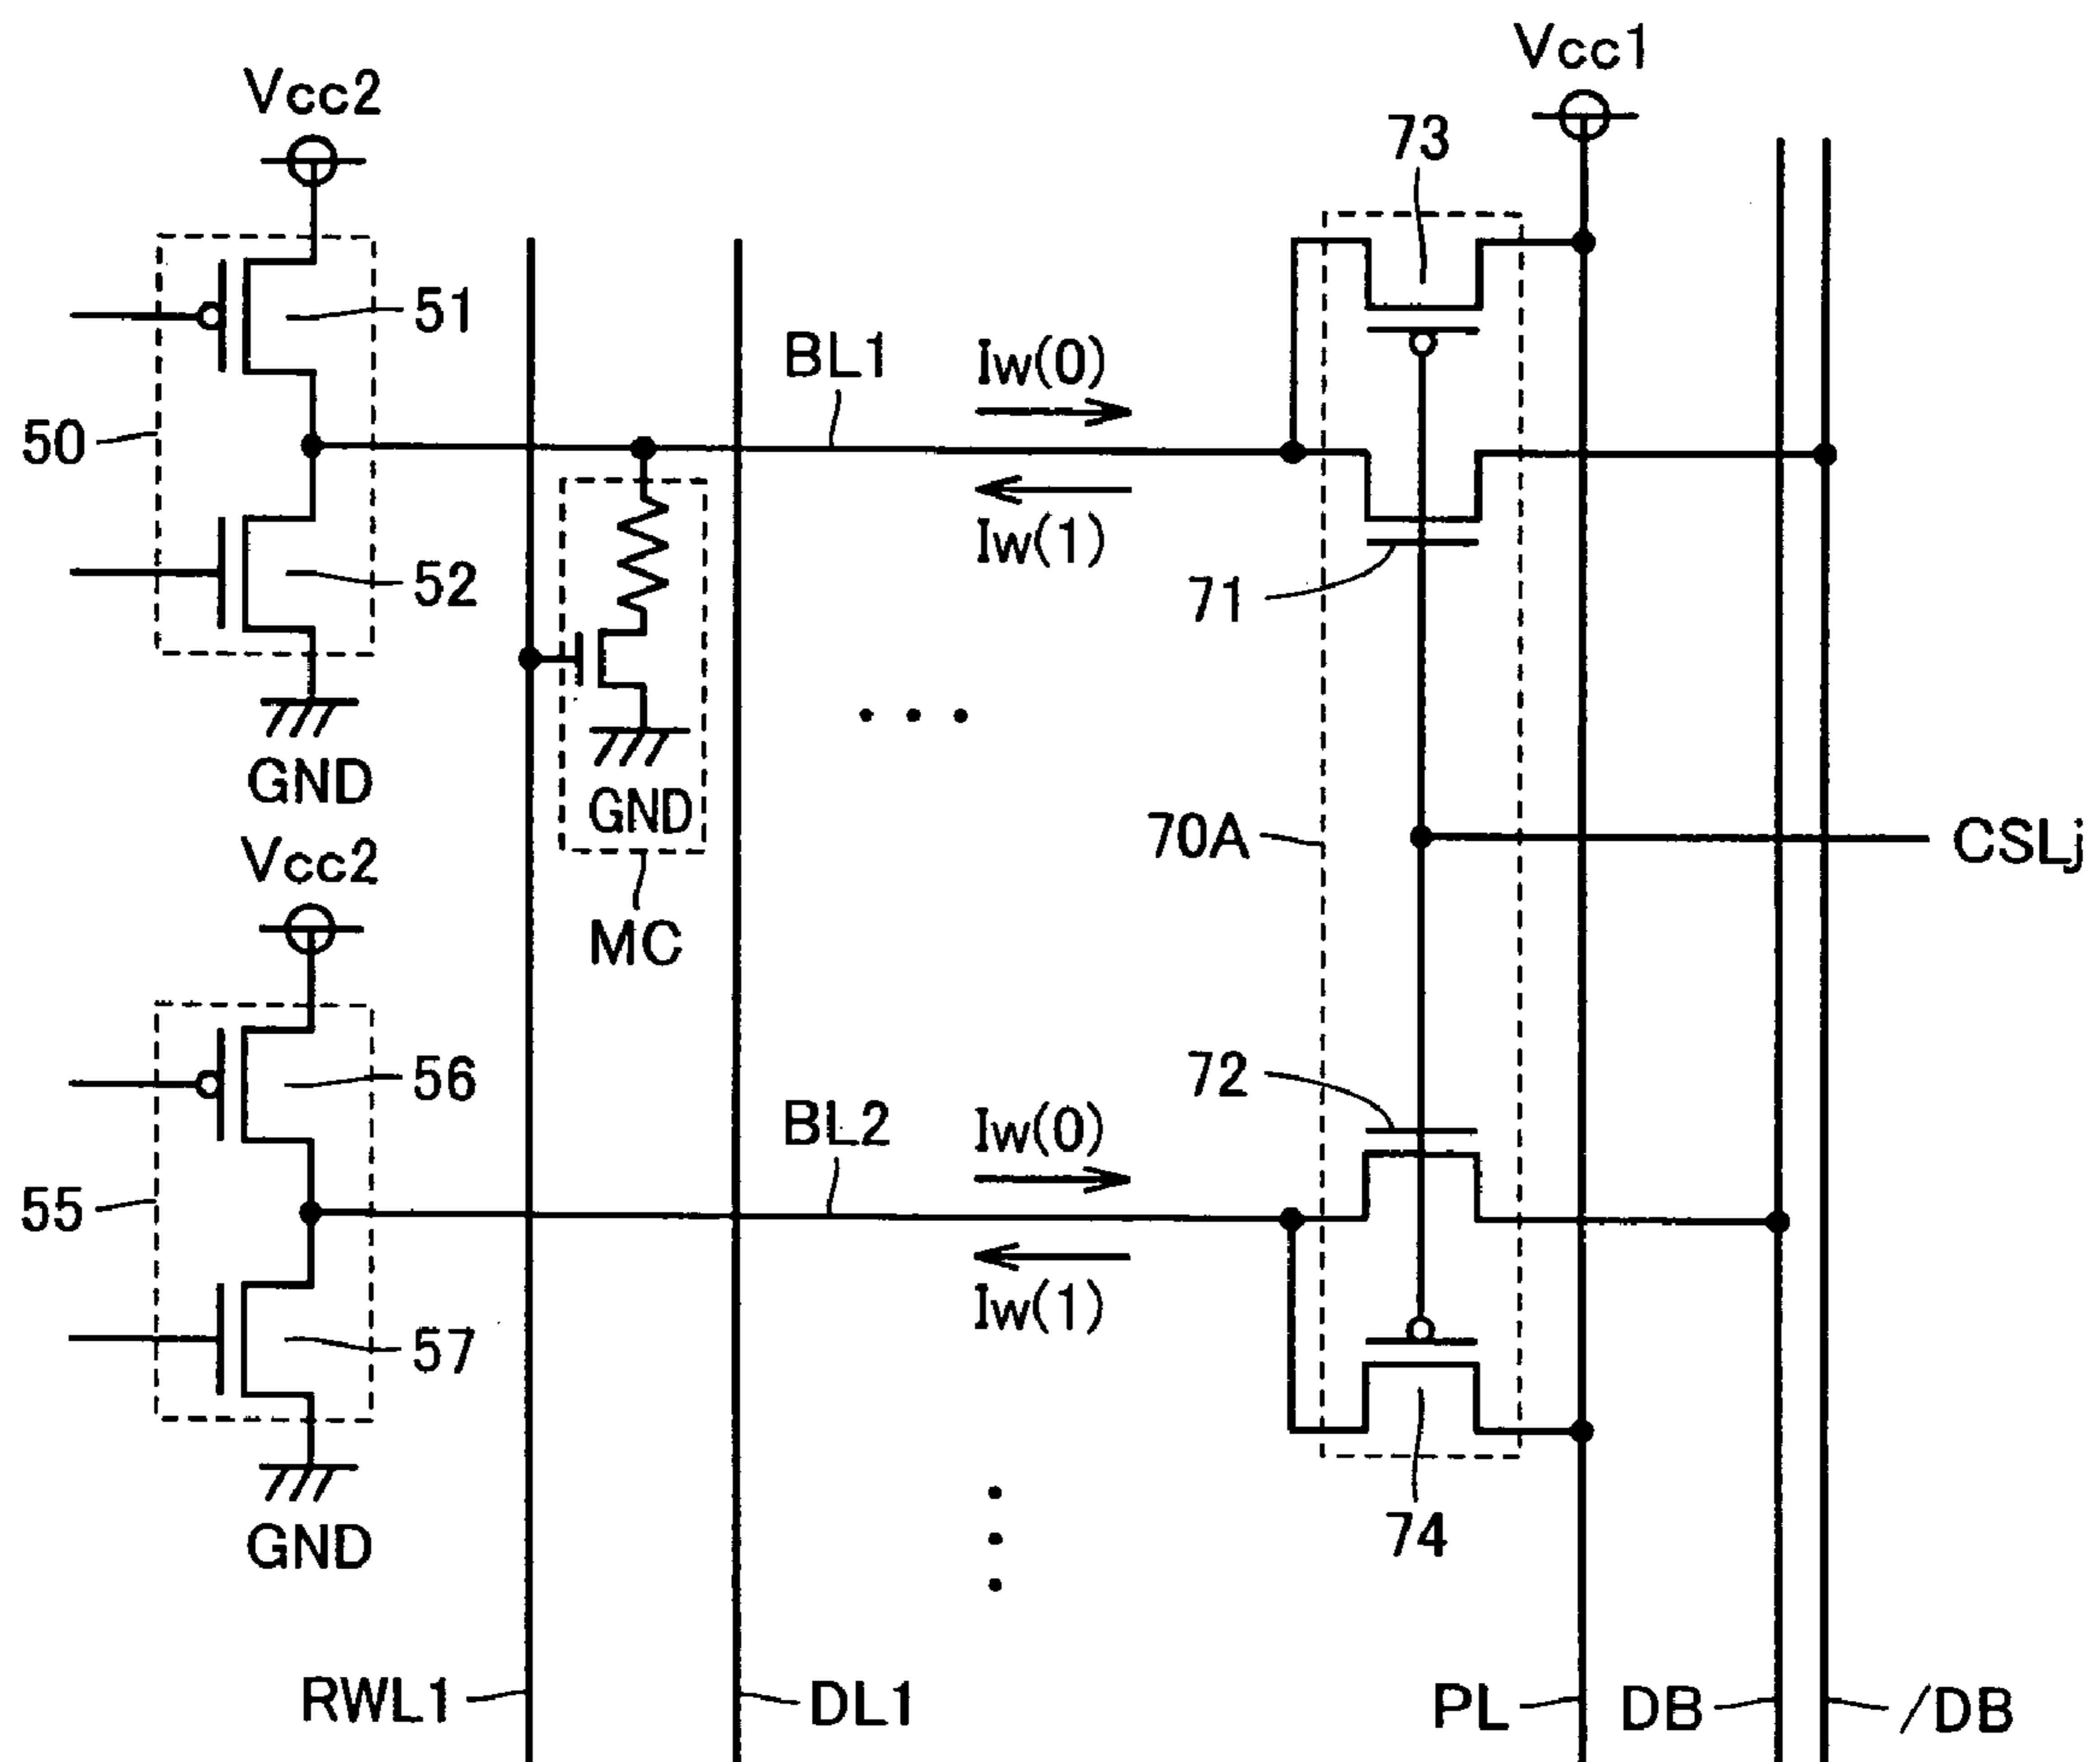 Vcc1
Vcc2
73
51
BL1
Iw(0)
50
Iw(1)
52
71
GND
GND
70A
CSLj
Vcc2
MC
72
56
BL2
Iw(0)
55
Iw(1)
57
74
GND
RWL1
DL1
PL
DB
/DB